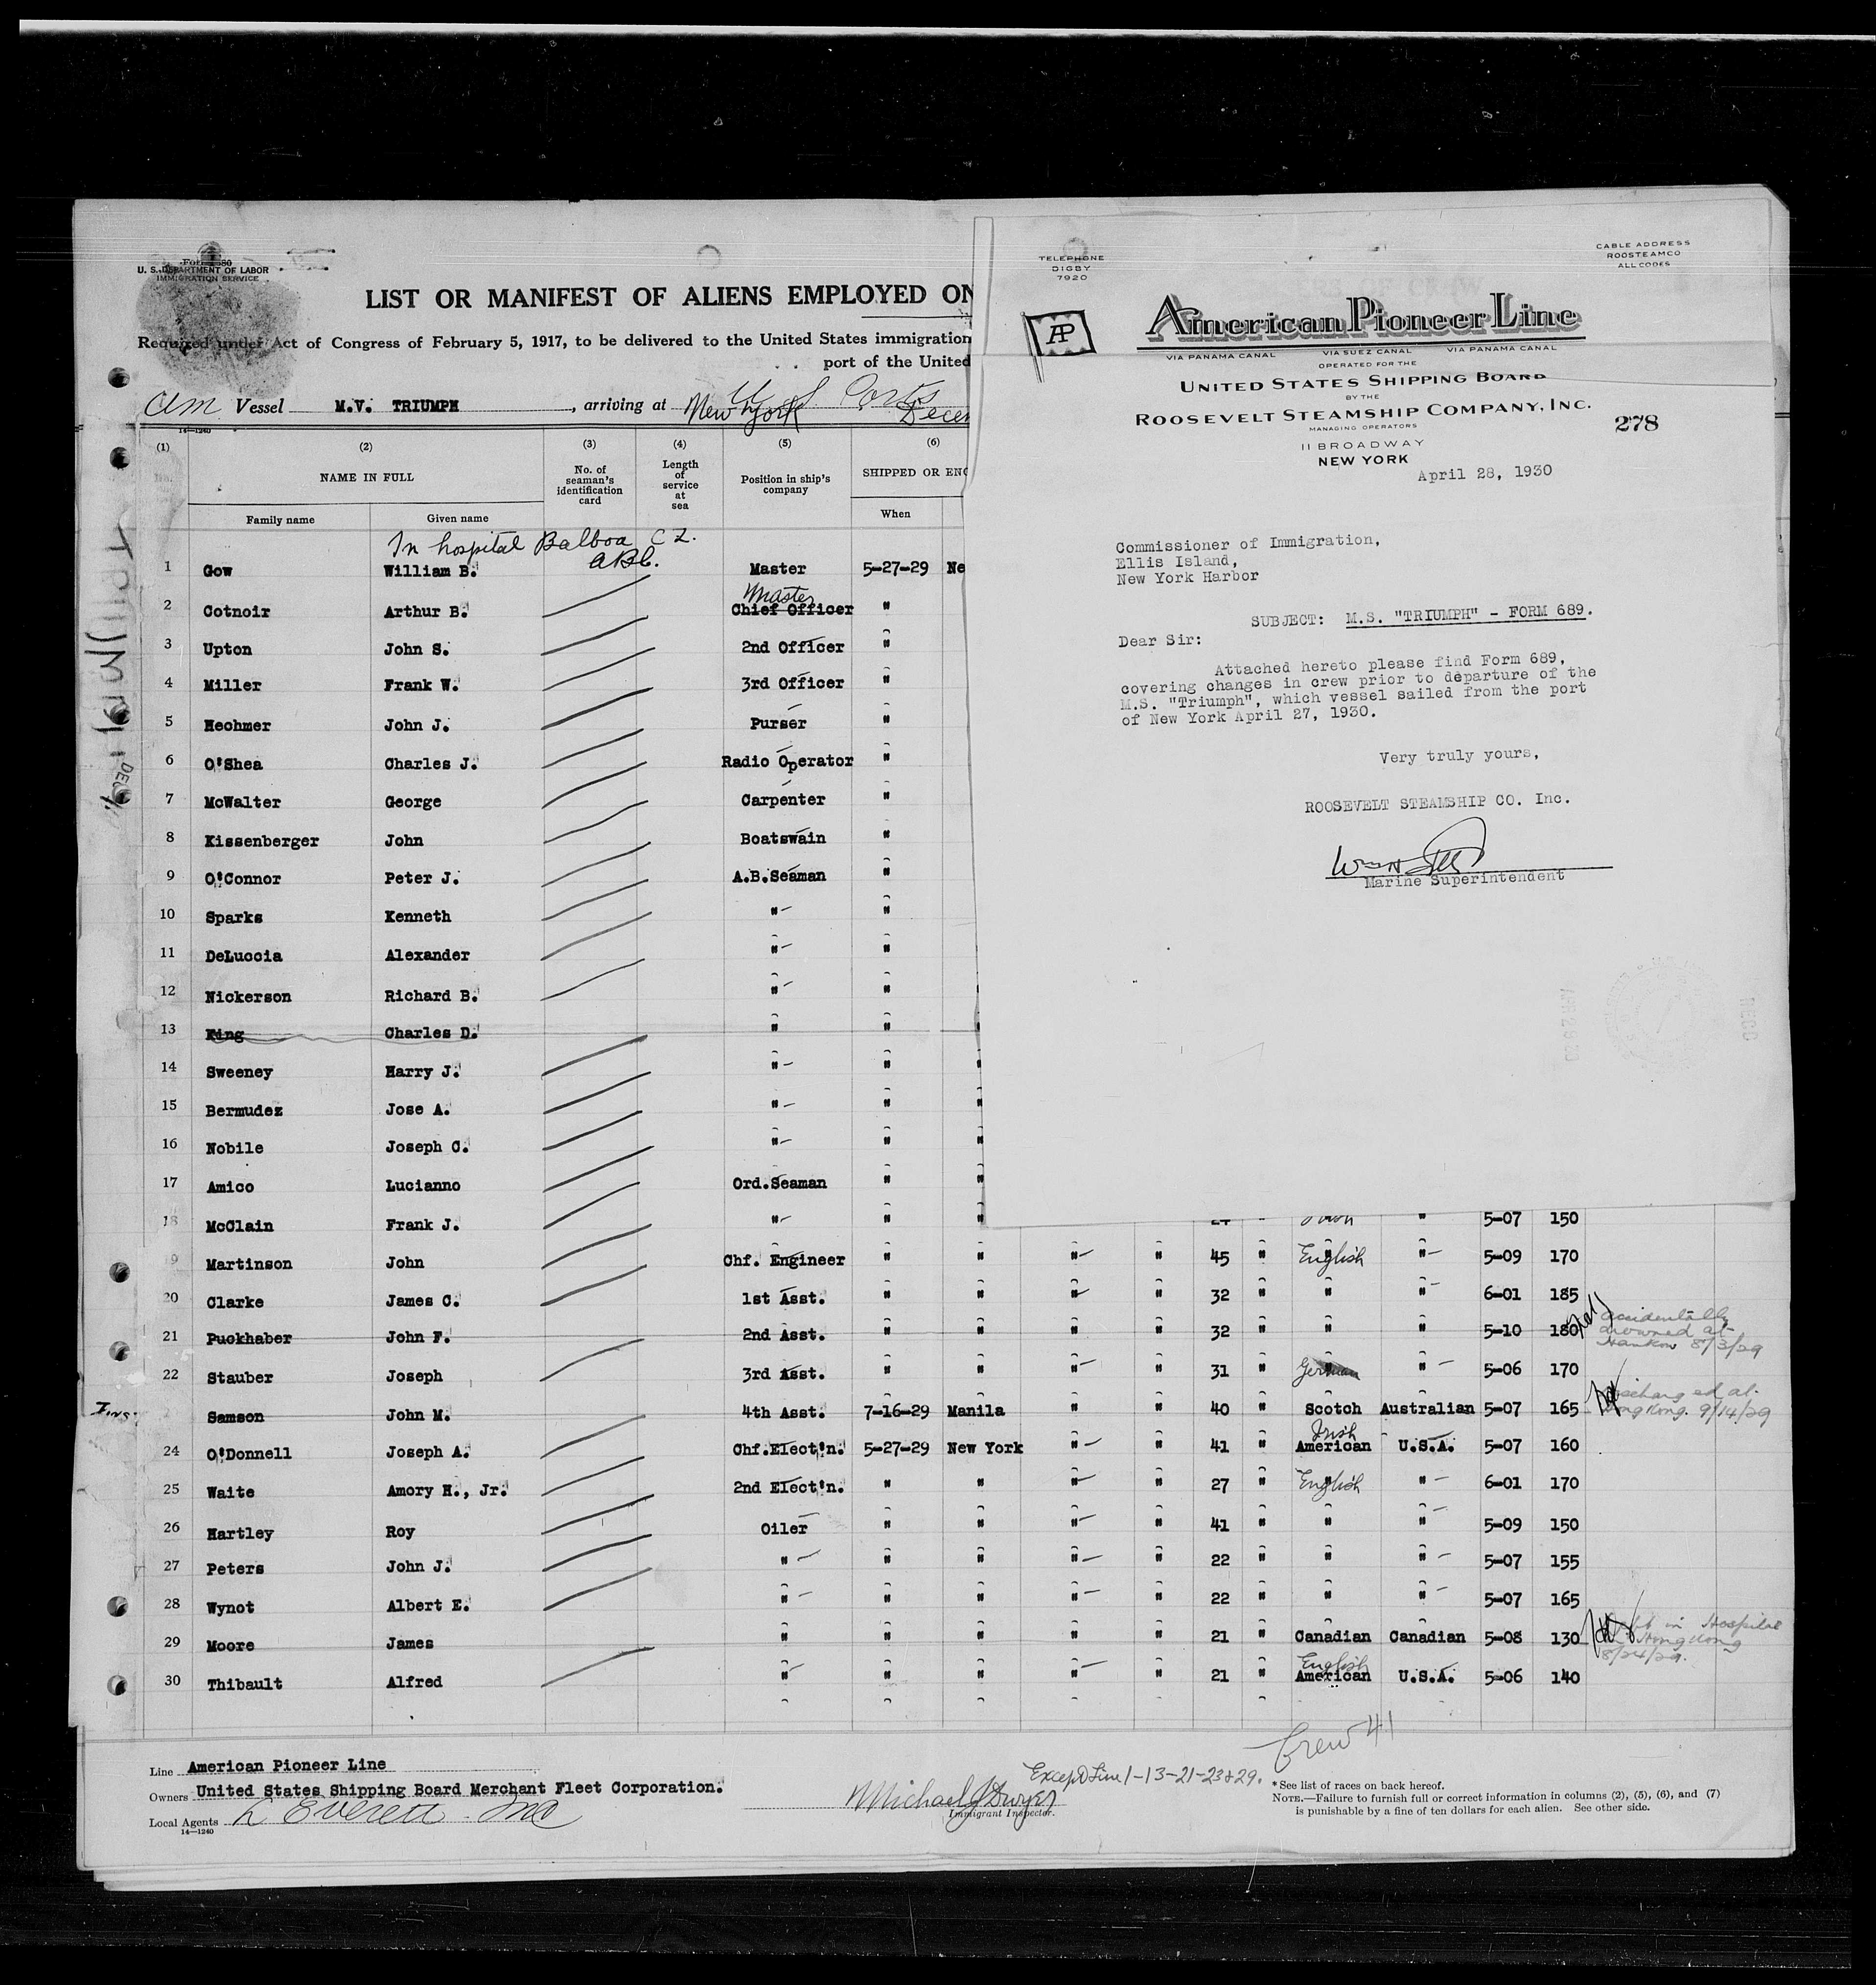 U. S. DEPARTMENT OF LABOR
IMMIGRATION SERVICE
LIST OR MANIFEST OF ALIENS EMPLOYED ON
Required under Act of Congress of February 5, 1917, to be delivered to the United States immigration
port of the United
Am Vessel M.V. TRIUMPH, arriving at New York Decem
U S Ports
14—1240
(1) (2) (3) (4) (5) (6)
NAME IN FULL No. of seaman's identification card Length of service at sea Position in ship's company SHIPPED OR ENG
Family name Given name When
In hospital Balboa C Z.
1 Gow William B. Master 5-27-29 Ne
Master
2 Cotnoir Arthur B. Chief Officer "
3 Upton John S. 2nd Officer "
4 Miller Frank W. 3rd Officer "
5 Hechmer John J. Purser "
6 O'Shea Charles J. Radio Operator "
7 McWalter George Carpenter "
8 Kissenberger John Boatswain "
9 O'Connor Peter J. A.B.Seaman "
10 Sparks Kenneth " "
11 DeLuccia Alexander " "
12 Nickerson Richard B. " "
13 King Charles D. " "
14 Sweeney Harry J. " "
15 Bermudez Jose A. " " "
16 Nobile Joseph C. " " "
17 Amico Lucianno Ord.Seaman " "
18 McClain Frank J. " " " " 5-07 150
19 Martinson John Chf. Engineer " " " " 45 " English " 5-09 170
20 Clarke James C. 1st Asst. " " " " 32 " " " 6-01 185
21 Puckhaber John F. 2nd Asst. " " " " 32 " " " 5-10 180 accidentally drowned at Hankow 8/3/29
22 Stauber Joseph 3rd Asst. " " " " 31 " German " 5-06 170
Samson John M. 4th Asst. 7-16-29 Manila " " 40 " Scotch Australian 5-07 165 Discharged at Hong Kong. 9/14/29
Irish
24 O'Donnell Joseph A. Chf.Elect'n. 5-27-29 New York " " 41 " American U.S.A. 5-07 160
25 Waite Amory H., Jr. 2nd Elect'n. " " " " 27 " English " 6-01 170
26 Hartley Roy Oiler " " " " 41 " " " 5-09 150
27 Peters John J. " " " " " 22 " " " 5-07 155
28 Wynot Albert E. " " " " " 22 " " " 5-07 165
29 Moore James " " " " " 21 " Canadian Canadian 5-08 130 in Hospital Hong Kong 8/24/29.
English
30 Thibault Alfred " " " " " 21 " American U.S.A. 5-06 140
Crew 41
Line American Pioneer Line
Owners United States Shipping Board Merchant Fleet Corporation.
Local Agents L Everett Inc
14—1240
Except Line 1-13-21-23&29.
Michael J Dwyer
Immigrant Inspector.
*See list of races on back hereof.
NOTE.—Failure to furnish full or correct information in columns (2), (5), (6), and (7)
is punishable by a fine of ten dollars for each alien. See other side.
TRIUMPH
DEC
TELEPHONE
DIGBY
7920
CABLE ADDRESS
ROOSTEAMCO
ALL CODES
AP
American Pioneer Line
VIA PANAMA CANAL VIA SUEZ CANAL VIA PANAMA CANAL
OPERATED FOR THE
UNITED STATES SHIPPING BOARD
BY THE
ROOSEVELT STEAMSHIP COMPANY, INC.
MANAGING OPERATORS
11 BROADWAY
NEW YORK
278
April 28, 1930
Commissioner of Immigration,
Ellis Island,
New York Harbor
SUBJECT: M.S. "TRIUMPH" - FORM 689.
Dear Sir:
Attached hereto please find Form 689,
covering changes in crew prior to departure of the
M.S. "Triumph", which vessel sailed from the port
of New York April 27, 1930.
Very truly yours,
ROOSEVELT STEAMSHIP CO. Inc.
Marine Superintendent